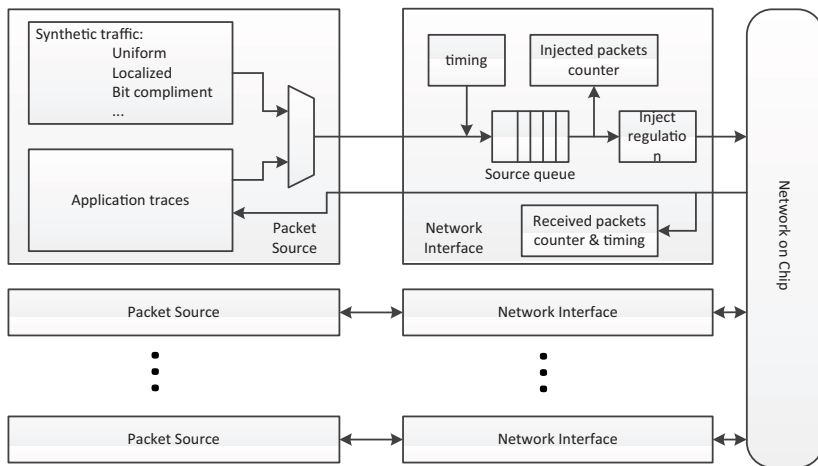 Synthetic traffic:
Uniform
Localized
Bit compliment
...
Application traces
Packet
Source
timing
Injected packets
counter
Source queue
Inject
regulatio
n
Network
Interface
Received packets
counter & timing
Network on Chip
Packet Source
Network Interface
Packet Source
Network Interface